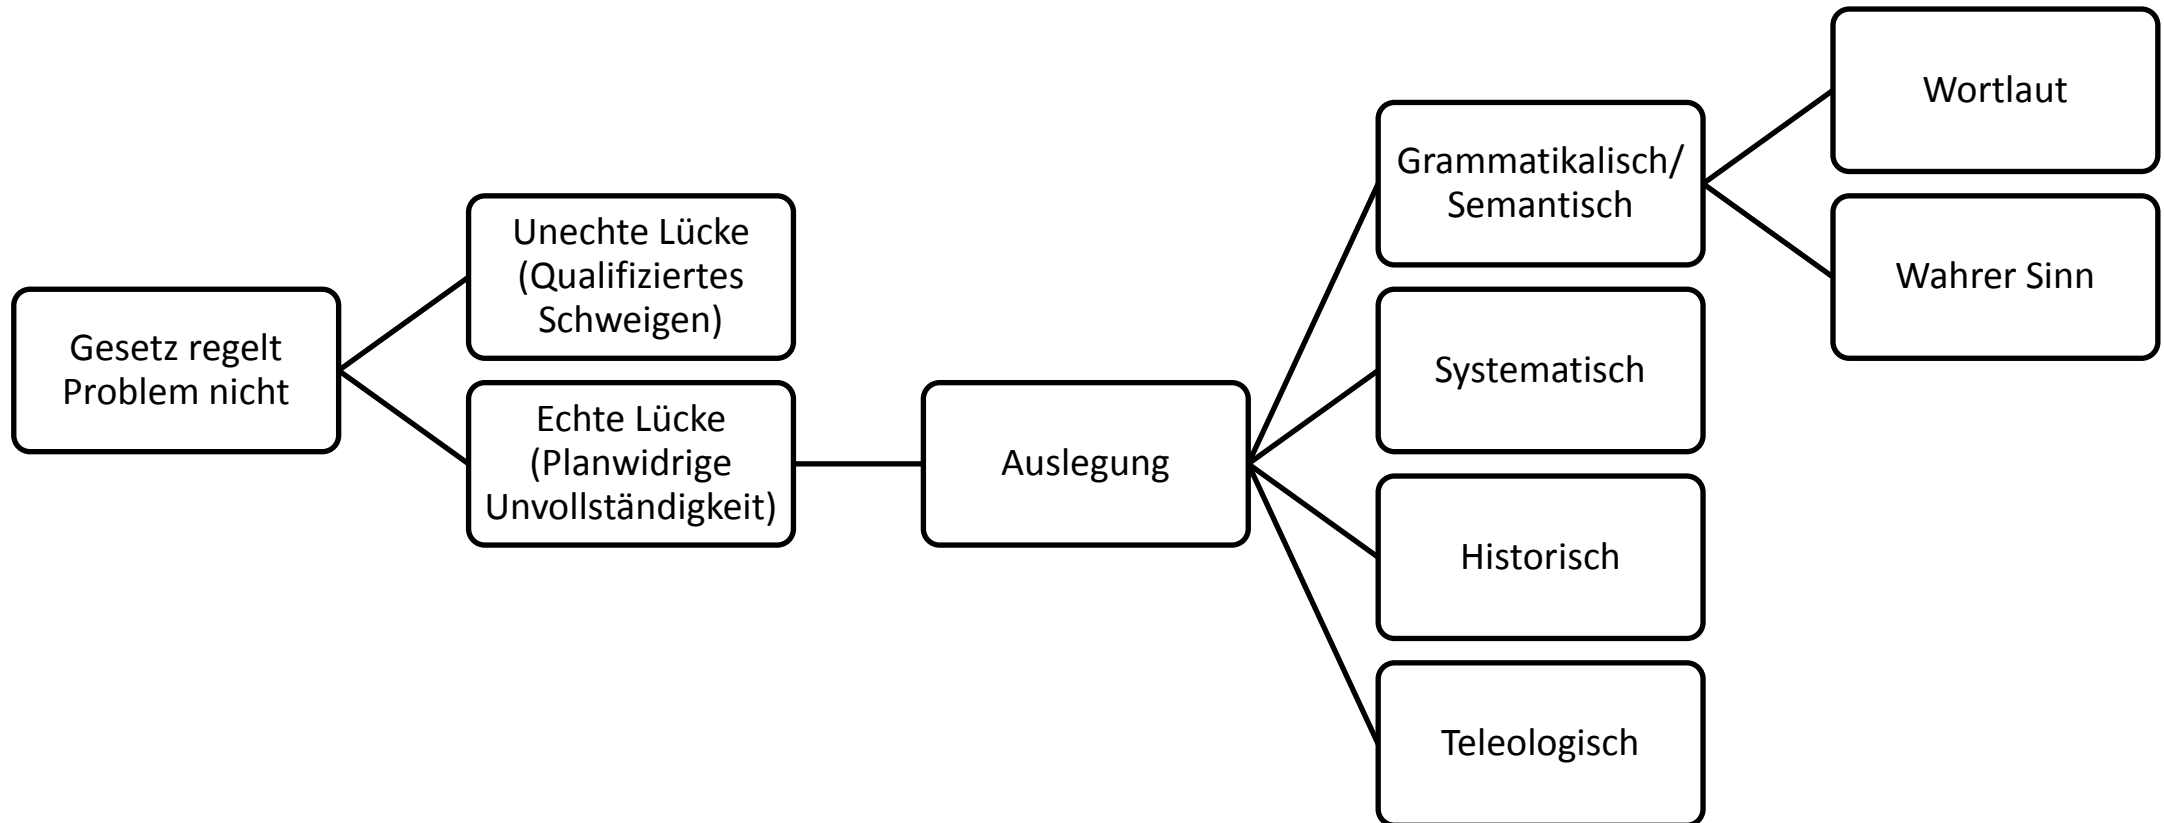 Gesetz regelt
Problem nicht
Unechte Lücke
(Qualifiziertes
Schweigen)
Echte Lücke
(Planwidrige
Unvollständigkeit)
Auslegung
Grammatikalisch/
Semantisch
Wortlaut
Wahrer Sinn
Systematisch
Historisch
Teleologisch